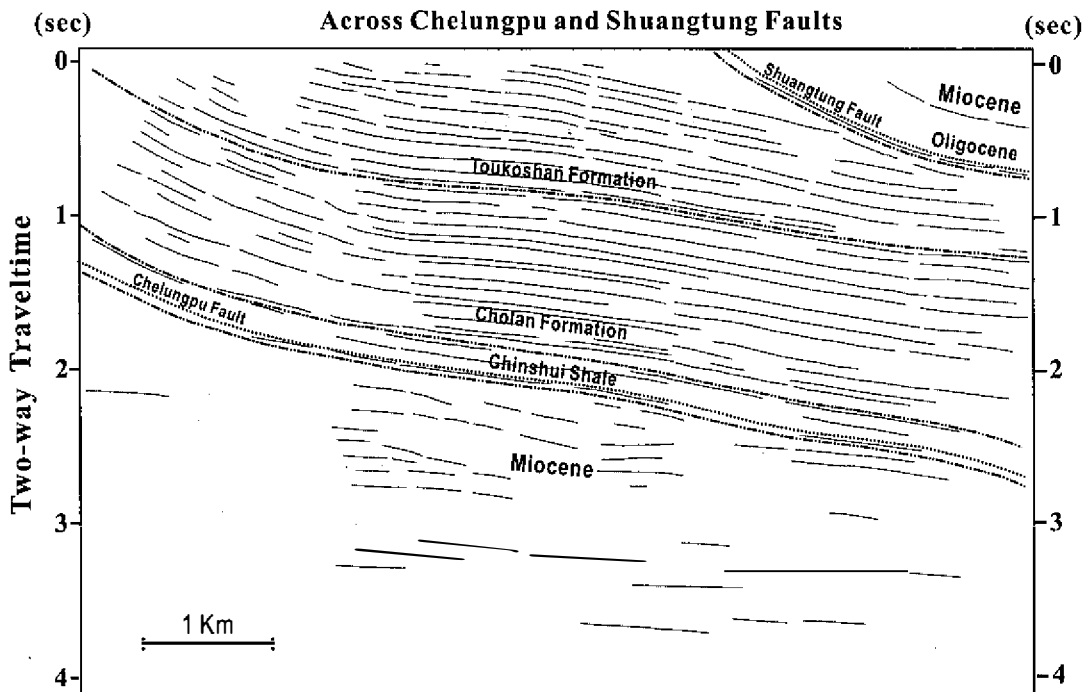 Across Chelungpu and Shuangtung Faults
(sec) (sec)
0 0
Shuangtung Fault
Miocene
Oligocene
Toukoshan Formation
1 1
Two-way Traveltime
Chelungpu Fault
Cholan Formation
Chinshui Shale
2 2
Miocene
3 3
1 Km
4 4